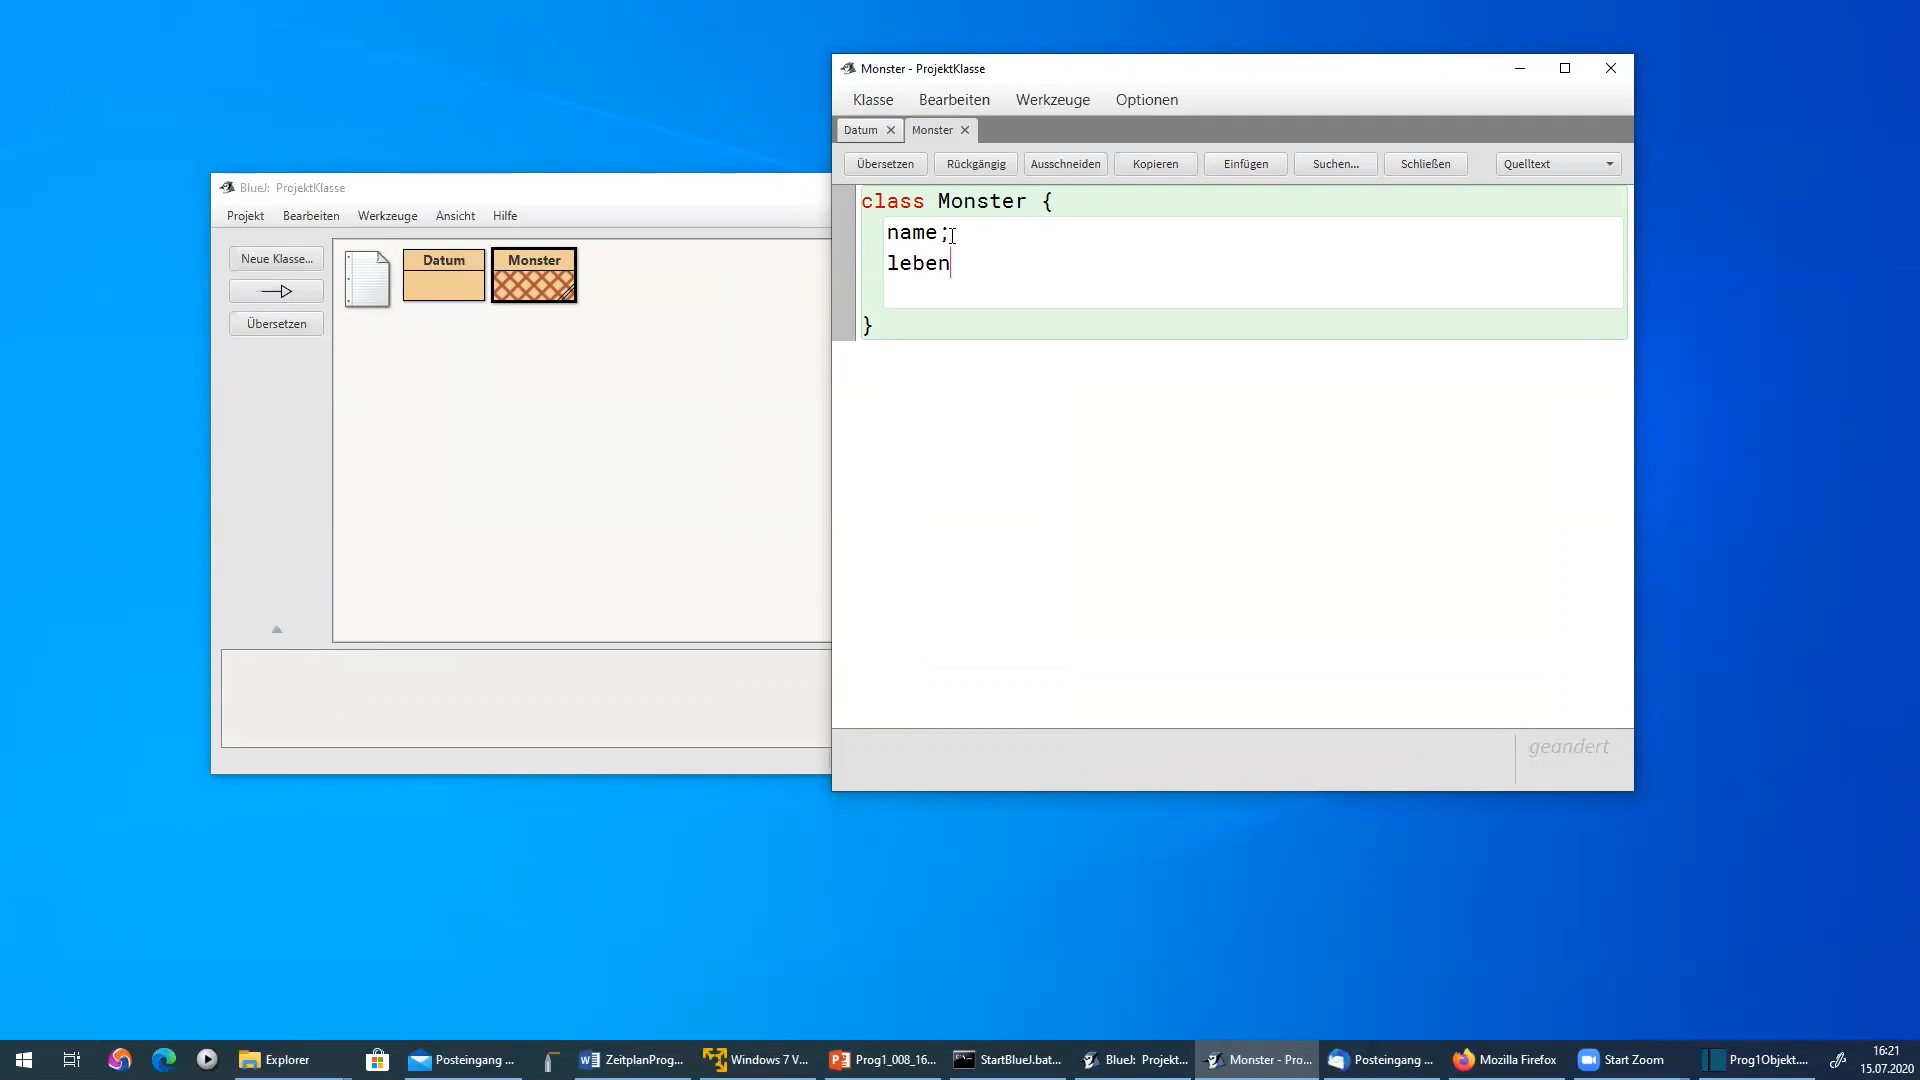 Monster - ProjektKlasse
Klasse Bearbeiten Werkzeuge Optionen
Datum Monster
Übersetzen Rückgängig Ausschneiden Kopieren Einfügen Suchen... Schließen Quelltext
class Monster {
name;
leben
}
geändert
BlueJ: ProjektKlasse
Projekt Bearbeiten Werkzeuge Ansicht Hilfe
Neue Klasse...
Übersetzen
Datum
Monster
Explorer
Posteingang ...
ZeitplanProg...
Windows 7 V...
Prog1_008_16...
StartBlueJ.bat...
BlueJ: Projekt...
Monster - Pro...
Posteingang ...
Mozilla Firefox
Start Zoom
Prog1Objekt....
16:21
15.07.2020